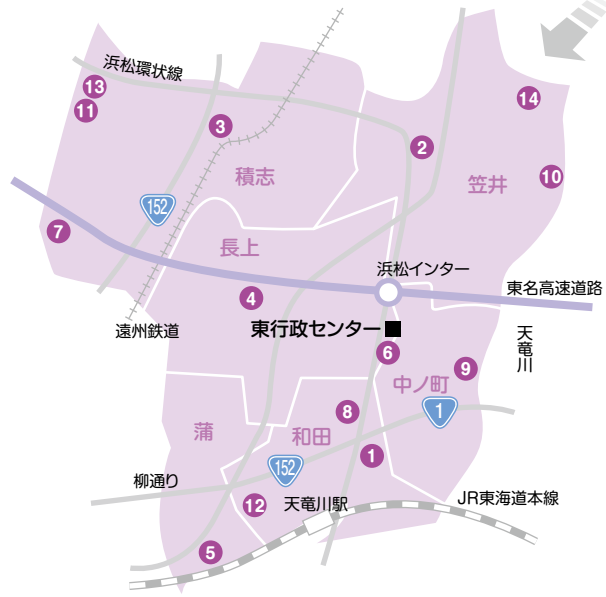 浜松環状線
13
11
3
2
14
10
積志
笠井
152
7
長上
浜松インター
4
東名高速道路
遠州鉄道
東行政センター
天竜川
6
9
中ノ町
8
1
蒲
和田
1
152
柳通り
12
天竜川駅
JR東海道本線
5